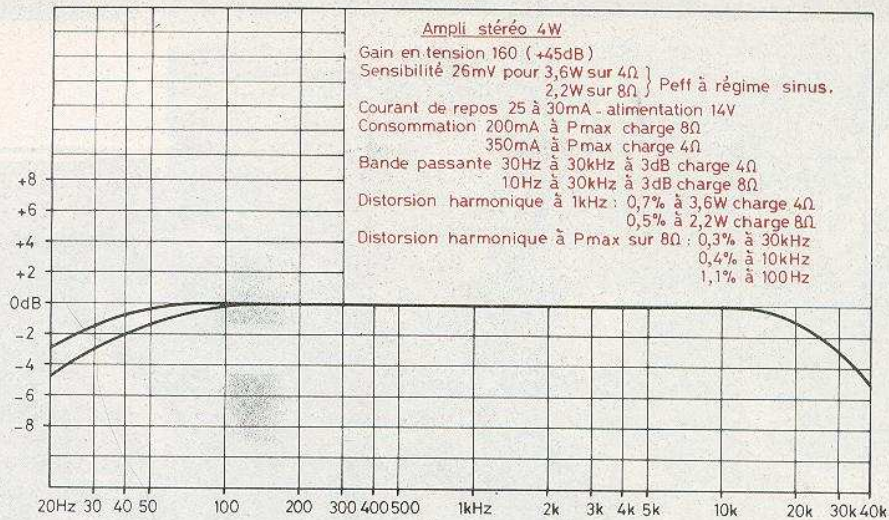 Ampli stéréo 4W
Gain en tension 160 (+45dB)
Sensibilité 26mV pour 3,6W sur 4Ω
2,2W sur 8Ω } Peff à régime sinus.
Courant de repos 25 à 30mA - alimentation 14V
Consommation 200mA à Pmax charge 8Ω
350mA à Pmax charge 4Ω
Bande passante 30Hz à 30kHz à 3dB charge 4Ω
10Hz à 30kHz à 3dB charge 8Ω
Distorsion harmonique à 1kHz : 0,7% à 3,6W charge 4Ω
0,5% à 2,2W charge 8Ω
Distorsion harmonique à Pmax sur 8Ω : 0,3% à 30kHz
0,4% à 10kHz
1,1% à 100Hz
+8
+6
+4
+2
0dB
-2
-4
-6
-8
20Hz 30 40 50 100 200 300 400 500 1kHz 2k 3k 4k 5k 10k 20k 30k 40k